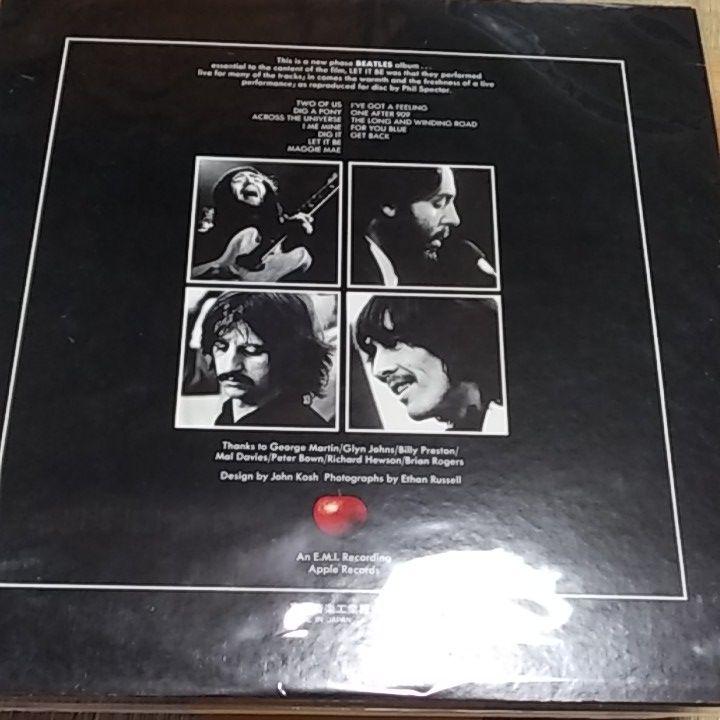 This is a new phase BEATLES album . . .
essential to the content of the film, LET IT BE was that they performed
live for many of the tracks; in comes the warmth and the freshness of a live
performance; as reproduced for disc by Phil Spector.
TWO OF US
DIG A PONY
ACROSS THE UNIVERSE
I ME MINE
DIG IT
LET IT BE
MAGGIE MAE
I'VE GOT A FEELING
ONE AFTER 909
THE LONG AND WINDING ROAD
FOR YOU BLUE
GET BACK
Thanks to George Martin/Glyn Johns/Billy Preston/
Mal Davies/Peter Bown/Richard Hewson/Brian Rogers
Design by John Kosh Photographs by Ethan Russell
An E.M.I. Recording
Apple Records
工業
IN JAPAN